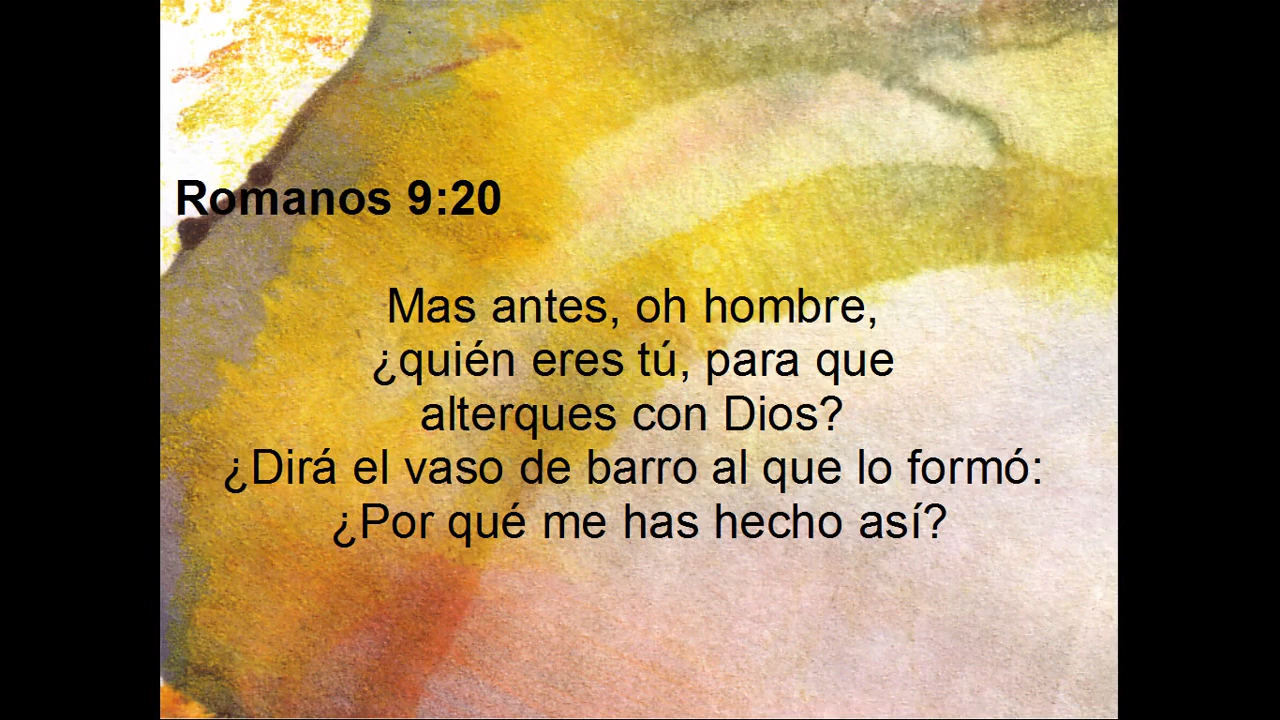 Romanos 9:20
Mas antes, oh hombre,
¿quién eres tú, para que
alterques con Dios?
¿Dirá el vaso de barro al que lo formó:
¿Por qué me has hecho así?